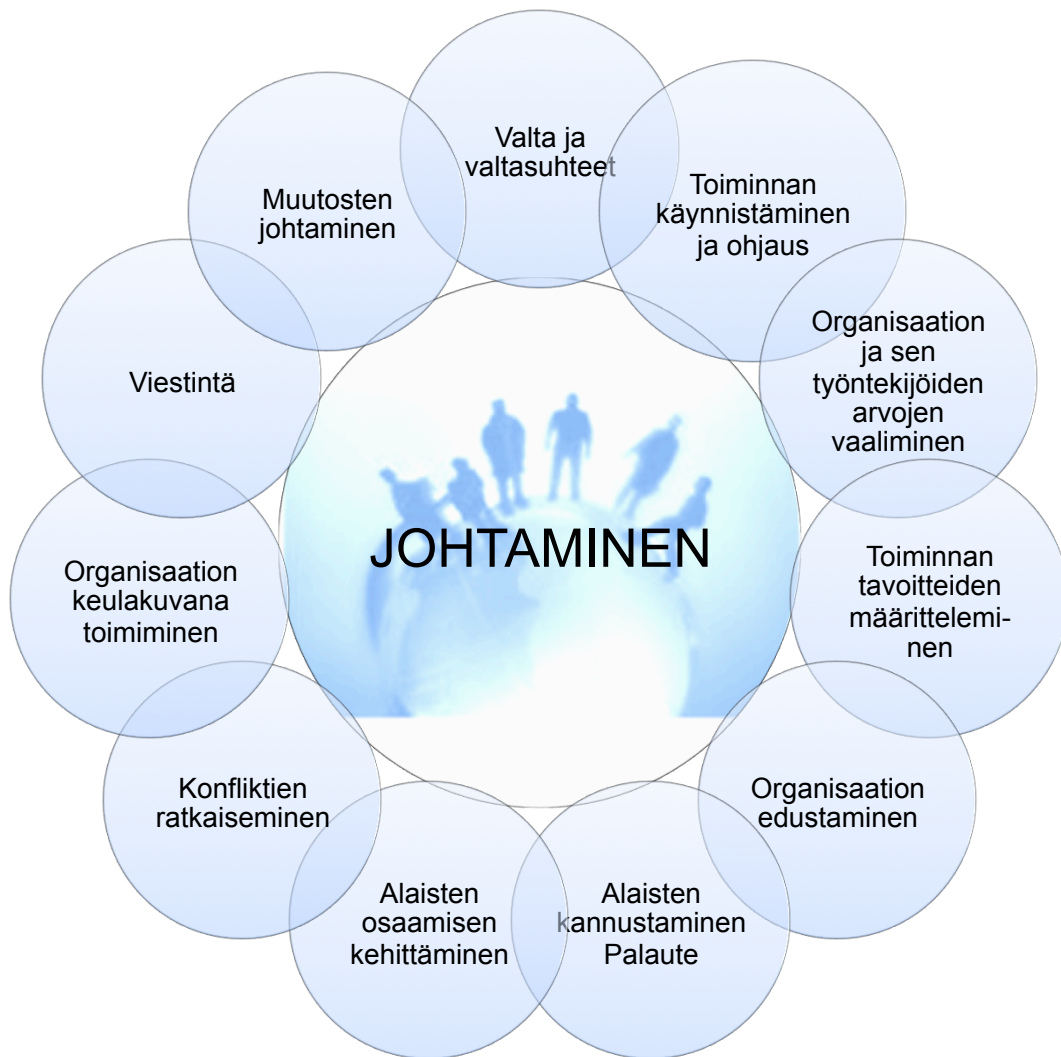 Valta ja
valtasuhteet
Toiminnan
käynnistäminen
ja ohjaus
Organisaation
ja sen
työntekijöiden
arvojen
vaaliminen
Toiminnan
tavoitteiden
määrittelemi-
nen
Organisaation
edustaminen
Alaisten
kannustaminen
Palaute
Alaisten
osaamisen
kehittäminen
Konfliktien
ratkaiseminen
Organisaation
keulakuvana
toimiminen
Viestintä
Muutosten
johtaminen
JOHTAMINEN